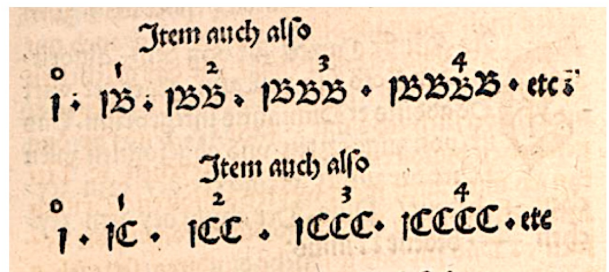 Item auch also
0 1 2 3 4
1 · 1B · 1BB · 1BBB · 1BBBB · etc
Item auch also
0 1 2 3 4
1 · 1C · 1CC · 1CCC · 1CCCC · etc